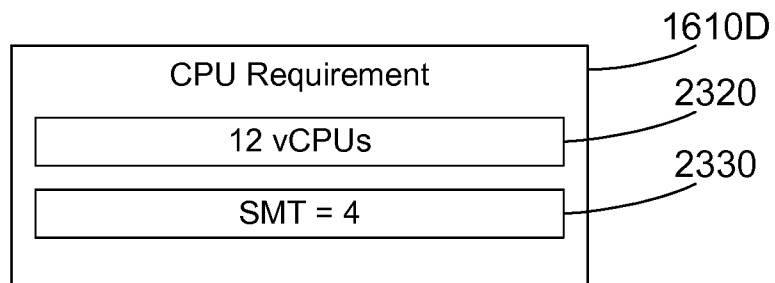 1610D
CPU Requirement
2320
12 vCPUs
2330
SMT = 4